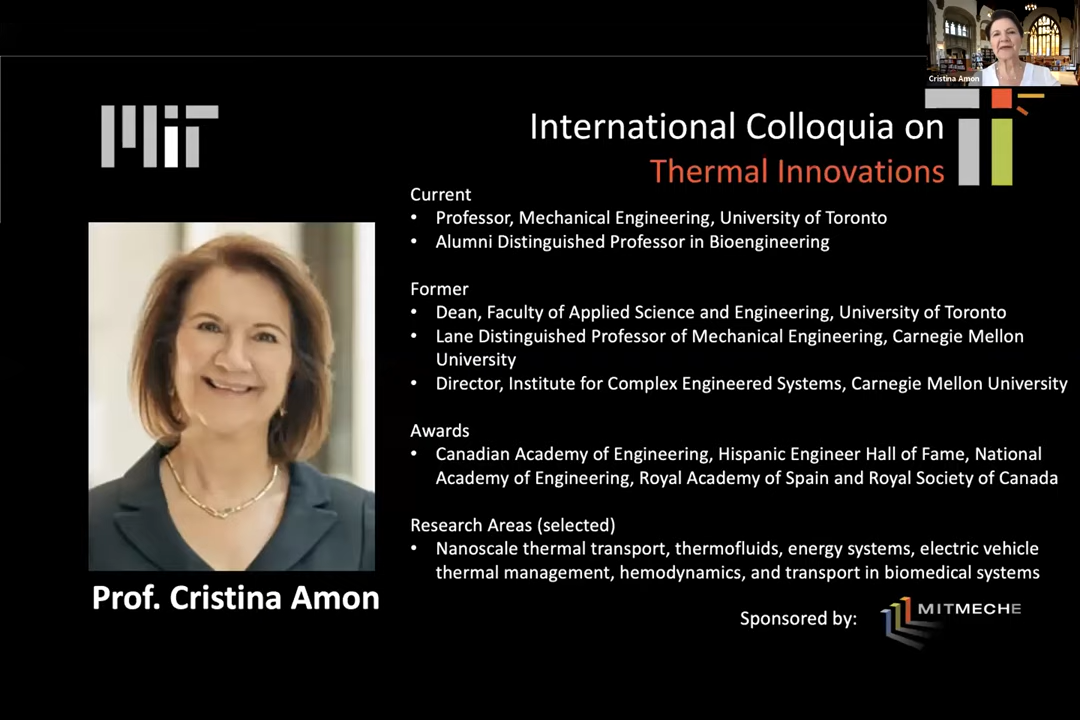 Cristina Amon
MIT
International Colloquia on
Thermal Innovations
Ti
Current
• Professor, Mechanical Engineering, University of Toronto
• Alumni Distinguished Professor in Bioengineering
Former
• Dean, Faculty of Applied Science and Engineering, University of Toronto
• Lane Distinguished Professor of Mechanical Engineering, Carnegie Mellon
University
• Director, Institute for Complex Engineered Systems, Carnegie Mellon University
Awards
• Canadian Academy of Engineering, Hispanic Engineer Hall of Fame, National
Academy of Engineering, Royal Academy of Spain and Royal Society of Canada
Research Areas (selected)
• Nanoscale thermal transport, thermofluids, energy systems, electric vehicle
thermal management, hemodynamics, and transport in biomedical systems
Prof. Cristina Amon
Sponsored by:
MITMECHE